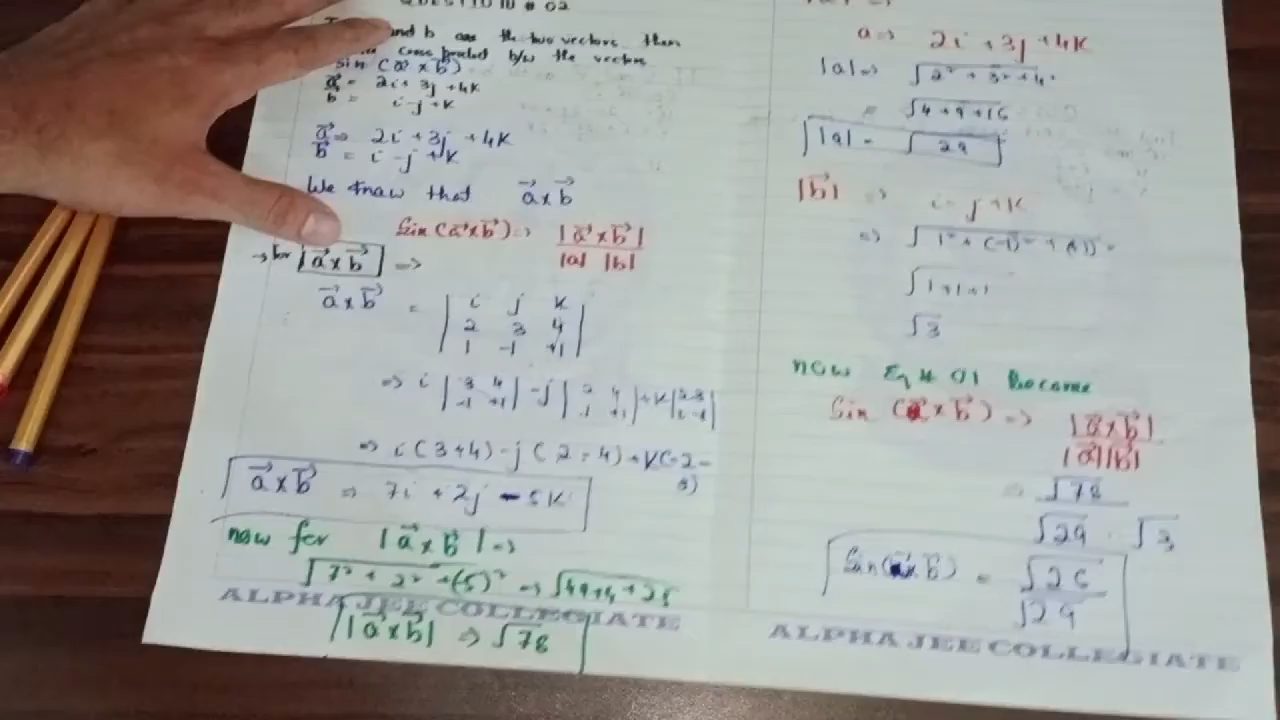 QUESTION # 02
and b are the two vectors then
cross product b/w the vectors
Sin (a⃗ × b⃗)
a⃗ = 2i + 3j + 4K
b = i - j + K
a⃗ ⇒ 2i + 3j + 4K
b⃗ = i - j + K
We know that a⃗ x b⃗
Sin (a⃗ x b⃗) ⇒ |a⃗ x b⃗|
|a| |b|
→ for |a⃗ x b⃗| ⇒
a⃗ x b⃗ = | i j K |
| 2 3 4 |
| 1 -1 +1 |
⇒ i | 3 4 | - j | 2 4 | + K | 2 3 |
| -1 +1 | | 1 +1 | | 1 -1 |
⇒ i (3+4) - j (2-4) + K(-2-
3)
a⃗ x b⃗ ⇒ 7i + 2j - 5K
now for |a⃗ x b⃗| ⇒
√7² + 2² + (5)² ⇒ √49+4+25
ALPHA JEE COLLEGIATE
|a⃗ x b⃗| ⇒ √78
a ⇒ 2i + 3j + 4K
|a| ⇒ √2² + 3² + 4²
= √4+9+16
|a| = √29
|b⃗| ⇒ i - j + K
⇒ √1² + (-1)² + (1)²
√1+1+1
√3
now Eq # 01 become
Sin (a⃗ x b⃗) ⇒ |a⃗ x b⃗|
|a⃗| |b⃗|
⇒ √78
√29 · √3
Sin(a⃗ x b⃗) = √26
√29
ALPHA JEE COLLEGIATE